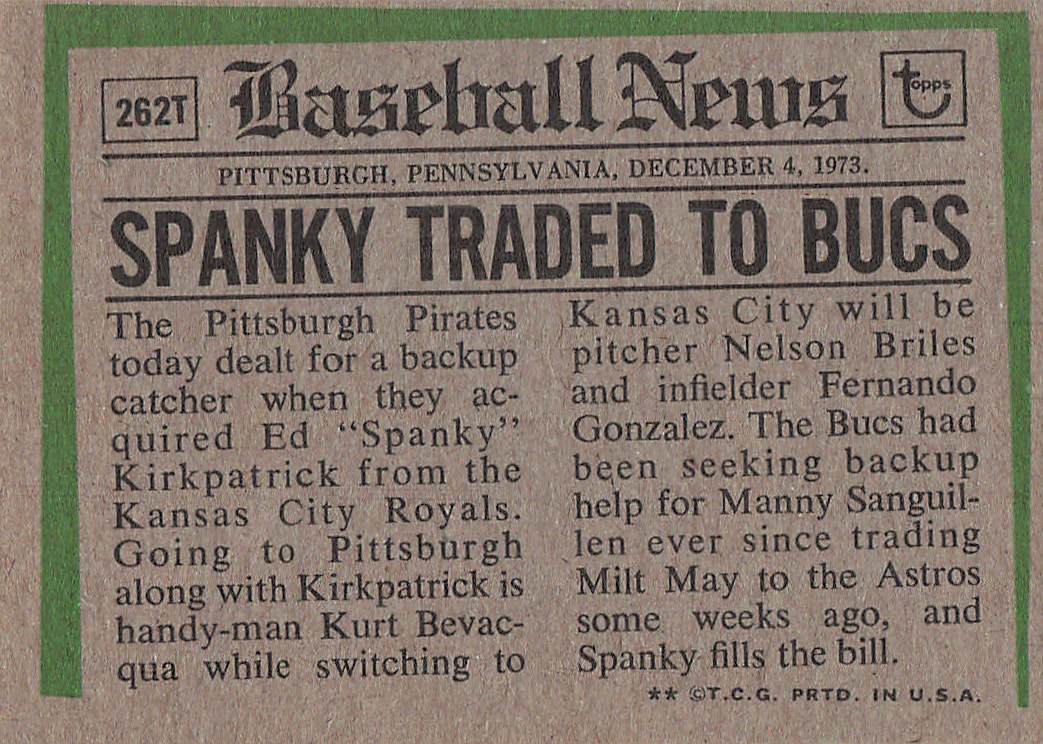 262T
Baseball News
topps
PITTSBURGH, PENNSYLVANIA, DECEMBER 4, 1973.
SPANKY TRADED TO BUCS
The Pittsburgh Pirates
today dealt for a backup
catcher when they ac-
quired Ed “Spanky”
Kirkpatrick from the
Kansas City Royals.
Going to Pittsburgh
along with Kirkpatrick is
handy-man Kurt Bevac-
qua while switching to
Kansas City will be
pitcher Nelson Briles
and infielder Fernando
Gonzalez. The Bucs had
been seeking backup
help for Manny Sanguil-
len ever since trading
Milt May to the Astros
some weeks ago, and
Spanky fills the bill.
** ©T.C.G. PRTD. IN U.S.A.